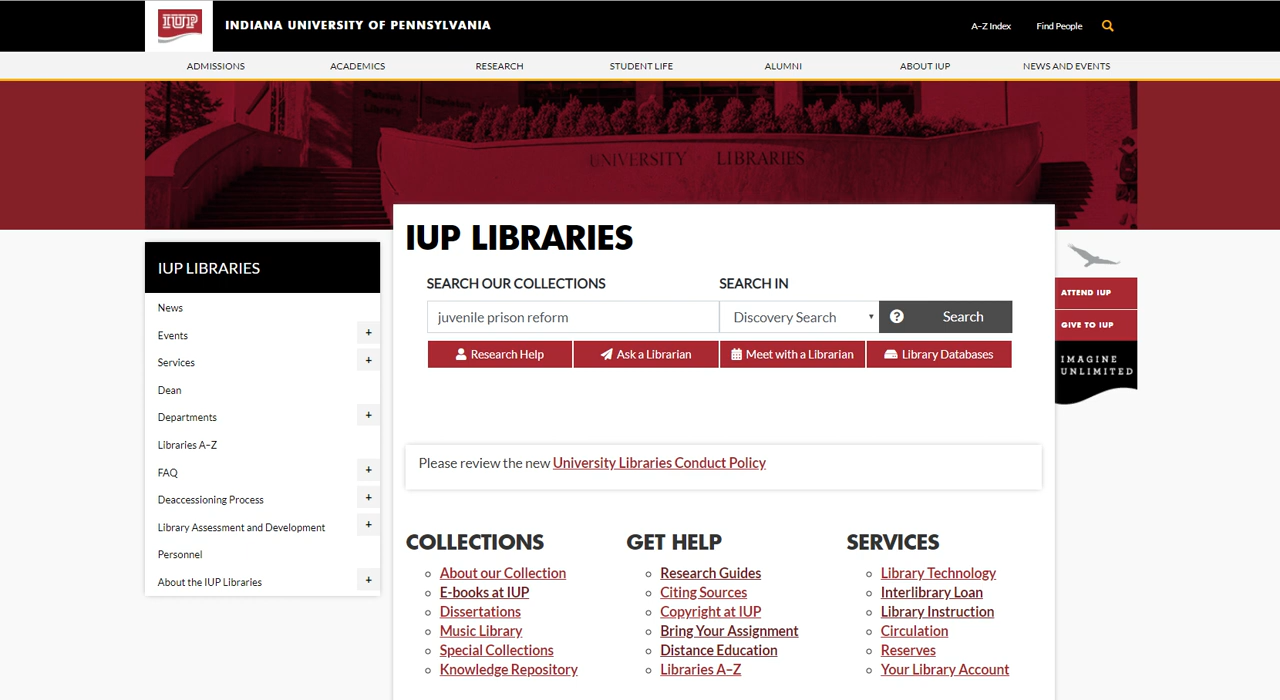 IUP
INDIANA UNIVERSITY OF PENNSYLVANIA
A–Z Index
Find People
ADMISSIONS
ACADEMICS
RESEARCH
STUDENT LIFE
ALUMNI
ABOUT IUP
NEWS AND EVENTS
Library
UNIVERSITY LIBRARIES
IUP LIBRARIES
News
Events +
Services +
Dean
Departments +
Libraries A–Z
FAQ +
Deaccessioning Process +
Library Assessment and Development +
Personnel
About the IUP Libraries +
IUP LIBRARIES
SEARCH OUR COLLECTIONS
SEARCH IN
juvenile prison reform
Discovery Search
Search
Research Help
Ask a Librarian
Meet with a Librarian
Library Databases
Please review the new University Libraries Conduct Policy
COLLECTIONS
About our Collection
E-books at IUP
Dissertations
Music Library
Special Collections
Knowledge Repository
GET HELP
Research Guides
Citing Sources
Copyright at IUP
Bring Your Assignment
Distance Education
Libraries A–Z
SERVICES
Library Technology
Interlibrary Loan
Library Instruction
Circulation
Reserves
Your Library Account
ATTEND IUP
GIVE TO IUP
IMAGINE
UNLIMITED